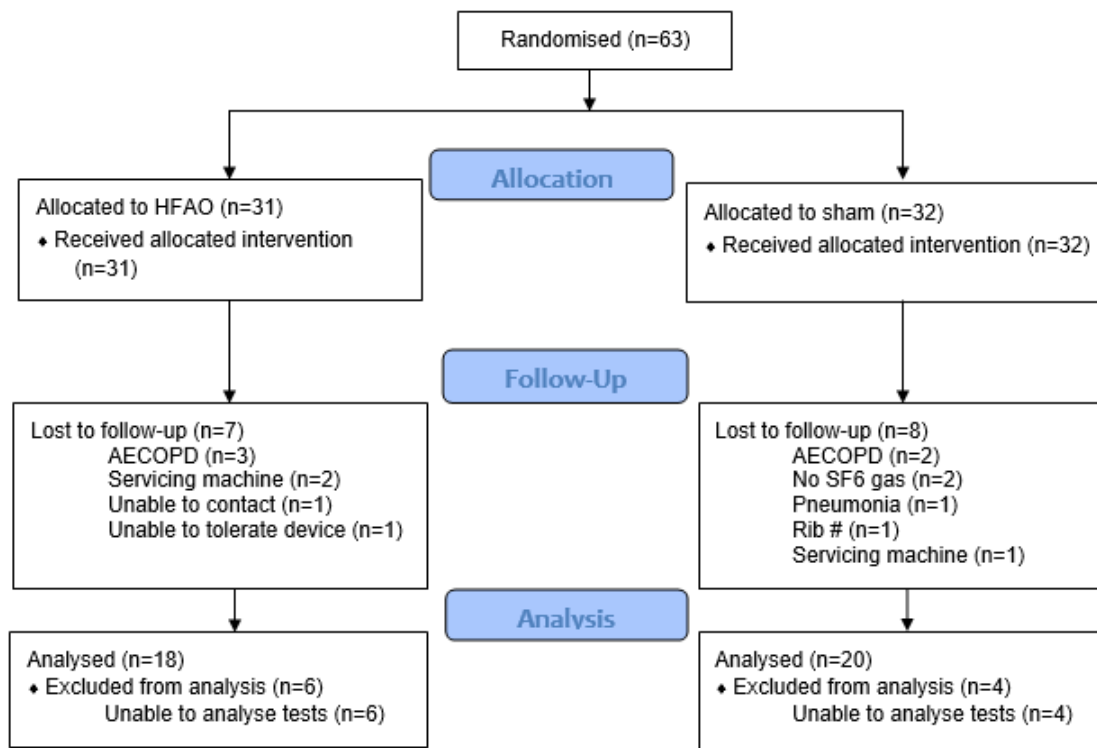 Randomised (n=63)
Allocation
Allocated to HFAO (n=31)
♦ Received allocated intervention
(n=31)
Allocated to sham (n=32)
♦ Received allocated intervention (n=32)
Follow-Up
Lost to follow-up (n=7)
AECOPD (n=3)
Servicing machine (n=2)
Unable to contact (n=1)
Unable to tolerate device (n=1)
Lost to follow-up (n=8)
AECOPD (n=2)
No SF6 gas (n=2)
Pneumonia (n=1)
Rib # (n=1)
Servicing machine (n=1)
Analysis
Analysed (n=18)
♦ Excluded from analysis (n=6)
Unable to analyse tests (n=6)
Analysed (n=20)
♦ Excluded from analysis (n=4)
Unable to analyse tests (n=4)